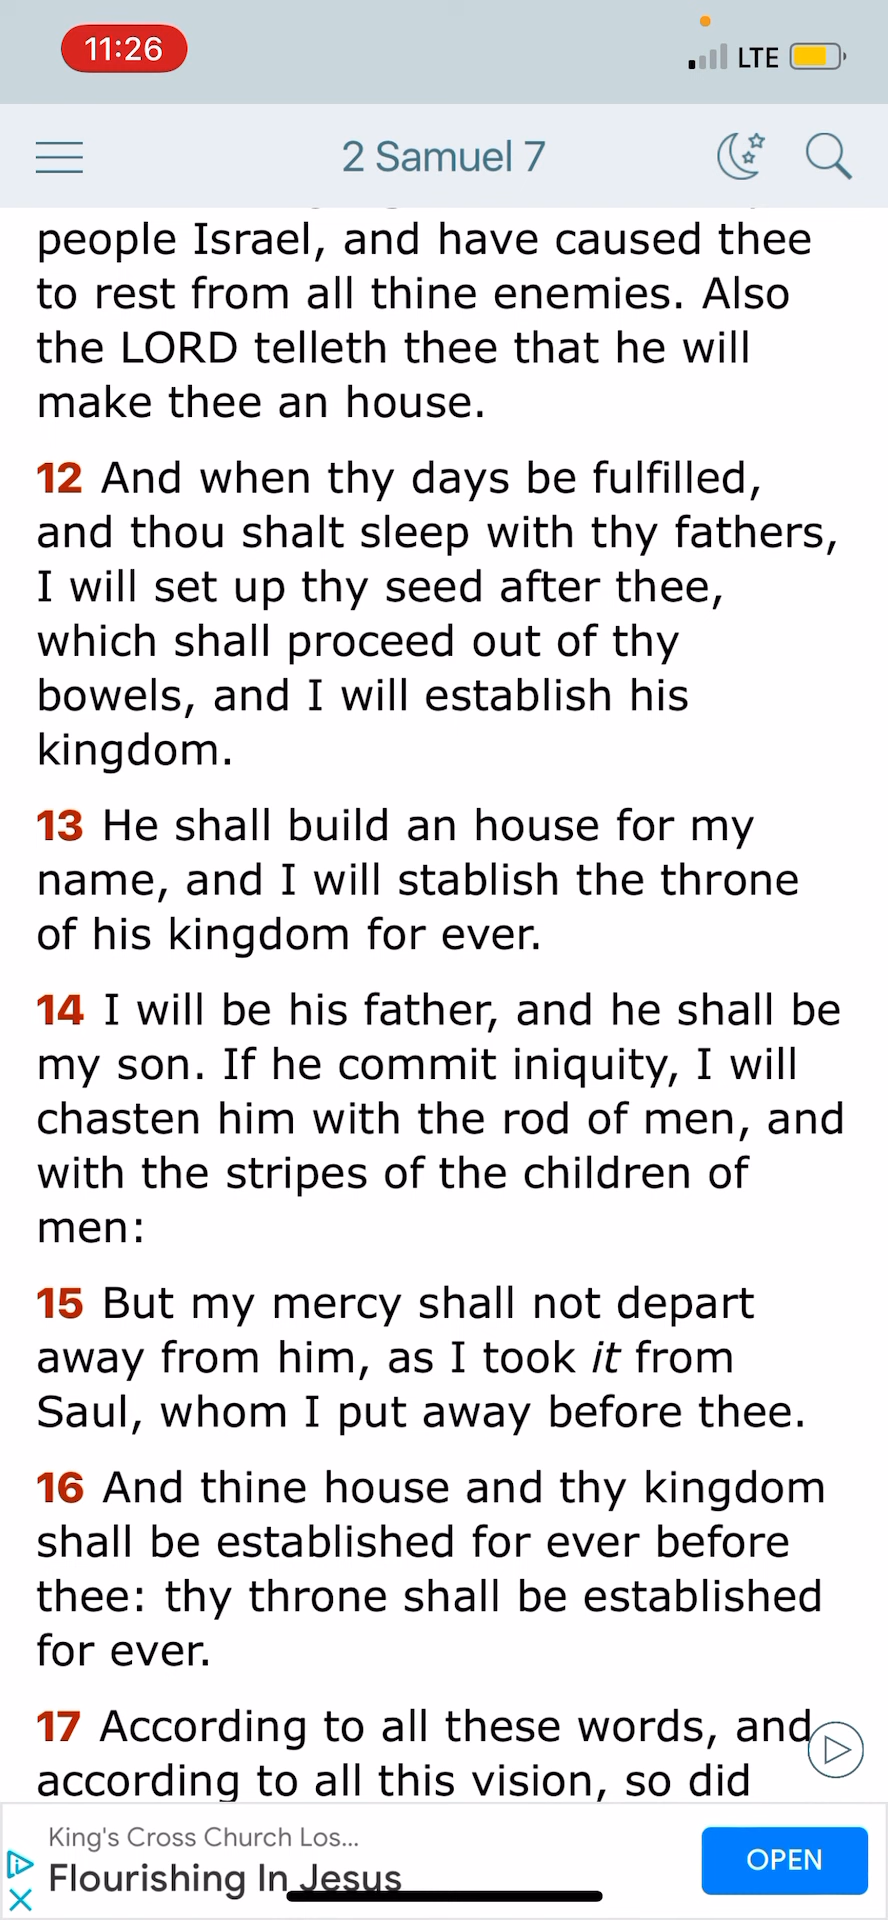 11:26
LTE
2 Samuel 7
people Israel, and have caused thee
to rest from all thine enemies. Also
the LORD telleth thee that he will
make thee an house.
12 And when thy days be fulfilled,
and thou shalt sleep with thy fathers,
I will set up thy seed after thee,
which shall proceed out of thy
bowels, and I will establish his
kingdom.
13 He shall build an house for my
name, and I will stablish the throne
of his kingdom for ever.
14 I will be his father, and he shall be
my son. If he commit iniquity, I will
chasten him with the rod of men, and
with the stripes of the children of
men:
15 But my mercy shall not depart
away from him, as I took it from
Saul, whom I put away before thee.
16 And thine house and thy kingdom
shall be established for ever before
thee: thy throne shall be established
for ever.
17 According to all these words, and
according to all this vision, so did
King's Cross Church Los...
Flourishing In Jesus
OPEN